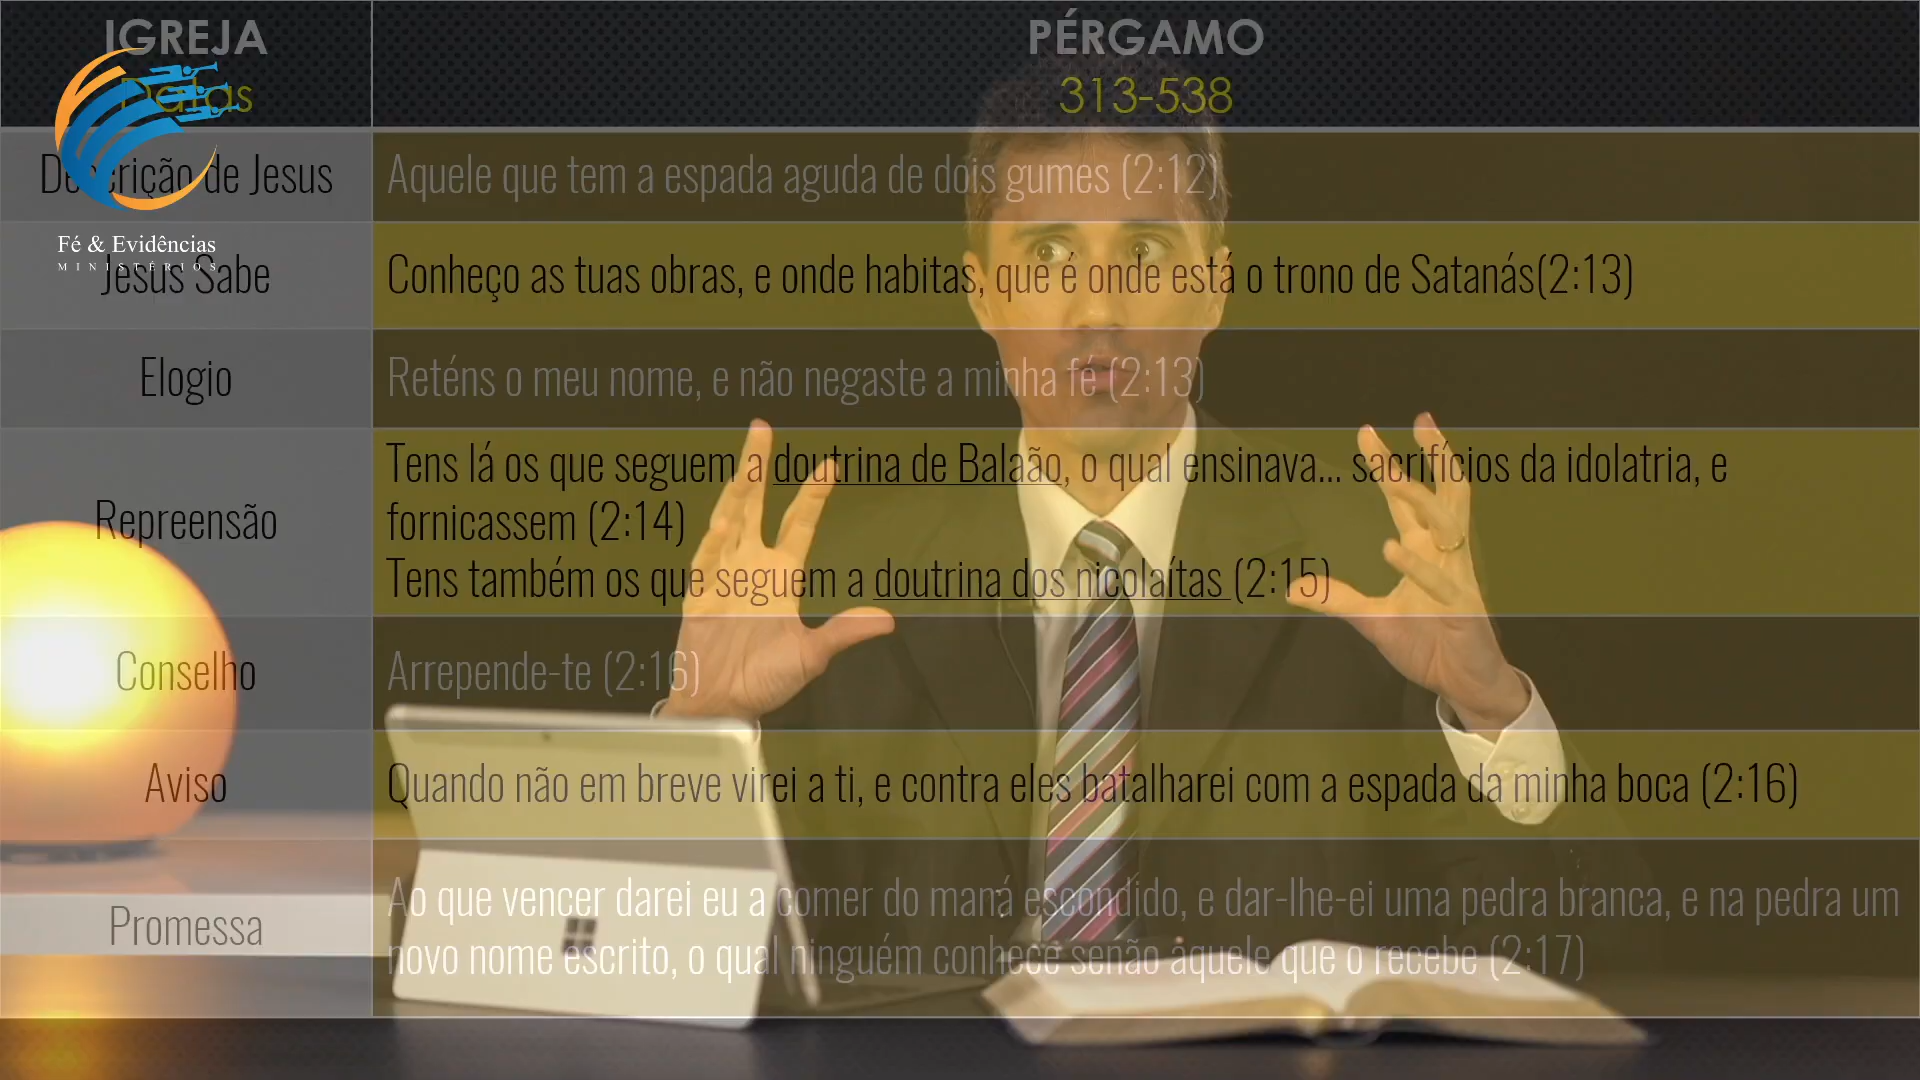 IGREJA
Datas
PÉRGAMO
313-538
Fé & Evidências
MINISTÉRIOS
Descrição de Jesus
Aquele que tem a espada aguda de dois gumes (2:12)
Jesus Sabe
Conheço as tuas obras, e onde habitas, que é onde está o trono de Satanás(2:13)
Elogio
Reténs o meu nome, e não negaste a minha fé (2:13)
Repreensão
Tens lá os que seguem a doutrina de Balaão, o qual ensinava... sacrifícios da idolatria, e
fornicassem (2:14)
Tens também os que seguem a doutrina dos nicolaítas (2:15)
Conselho
Arrepende-te (2:16)
Aviso
Quando não em breve virei a ti, e contra eles batalharei com a espada da minha boca (2:16)
Promessa
Ao que vencer darei eu a comer do maná escondido, e dar-lhe-ei uma pedra branca, e na pedra um
novo nome escrito, o qual ninguém conhece senão aquele que o recebe (2:17)